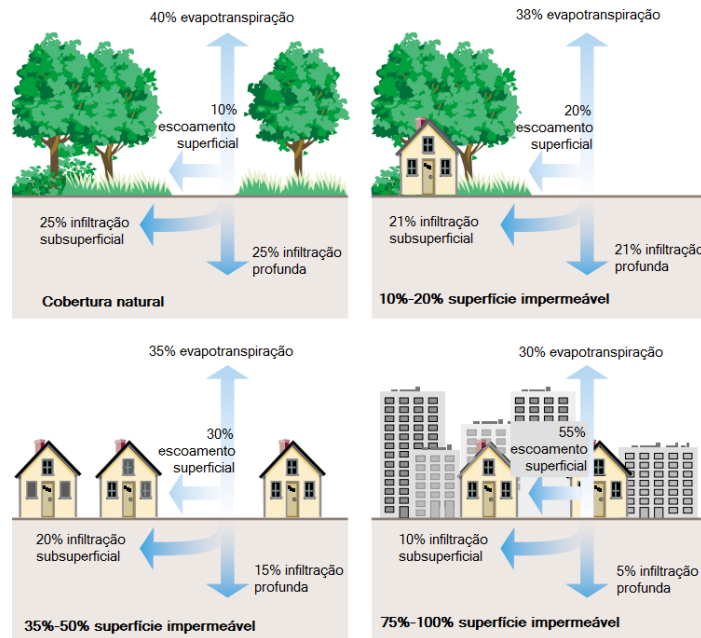 40% evapotranspiração
10%
escoamento
superficial
25% infiltração
subsuperficial
25% infiltração
profunda
Cobertura natural
38% evapotranspiração
20%
escoamento
superficial
21% infiltração
subsuperficial
21% infiltração
profunda
10%-20% superfície impermeável
35% evapotranspiração
30%
escoamento
superficial
20% infiltração
subsuperficial
15% infiltração
profunda
35%-50% superfície impermeável
30% evapotranspiração
55%
escoamento
superficial
10% infiltração
subsuperficial
5% infiltração
profunda
75%-100% superfície impermeável